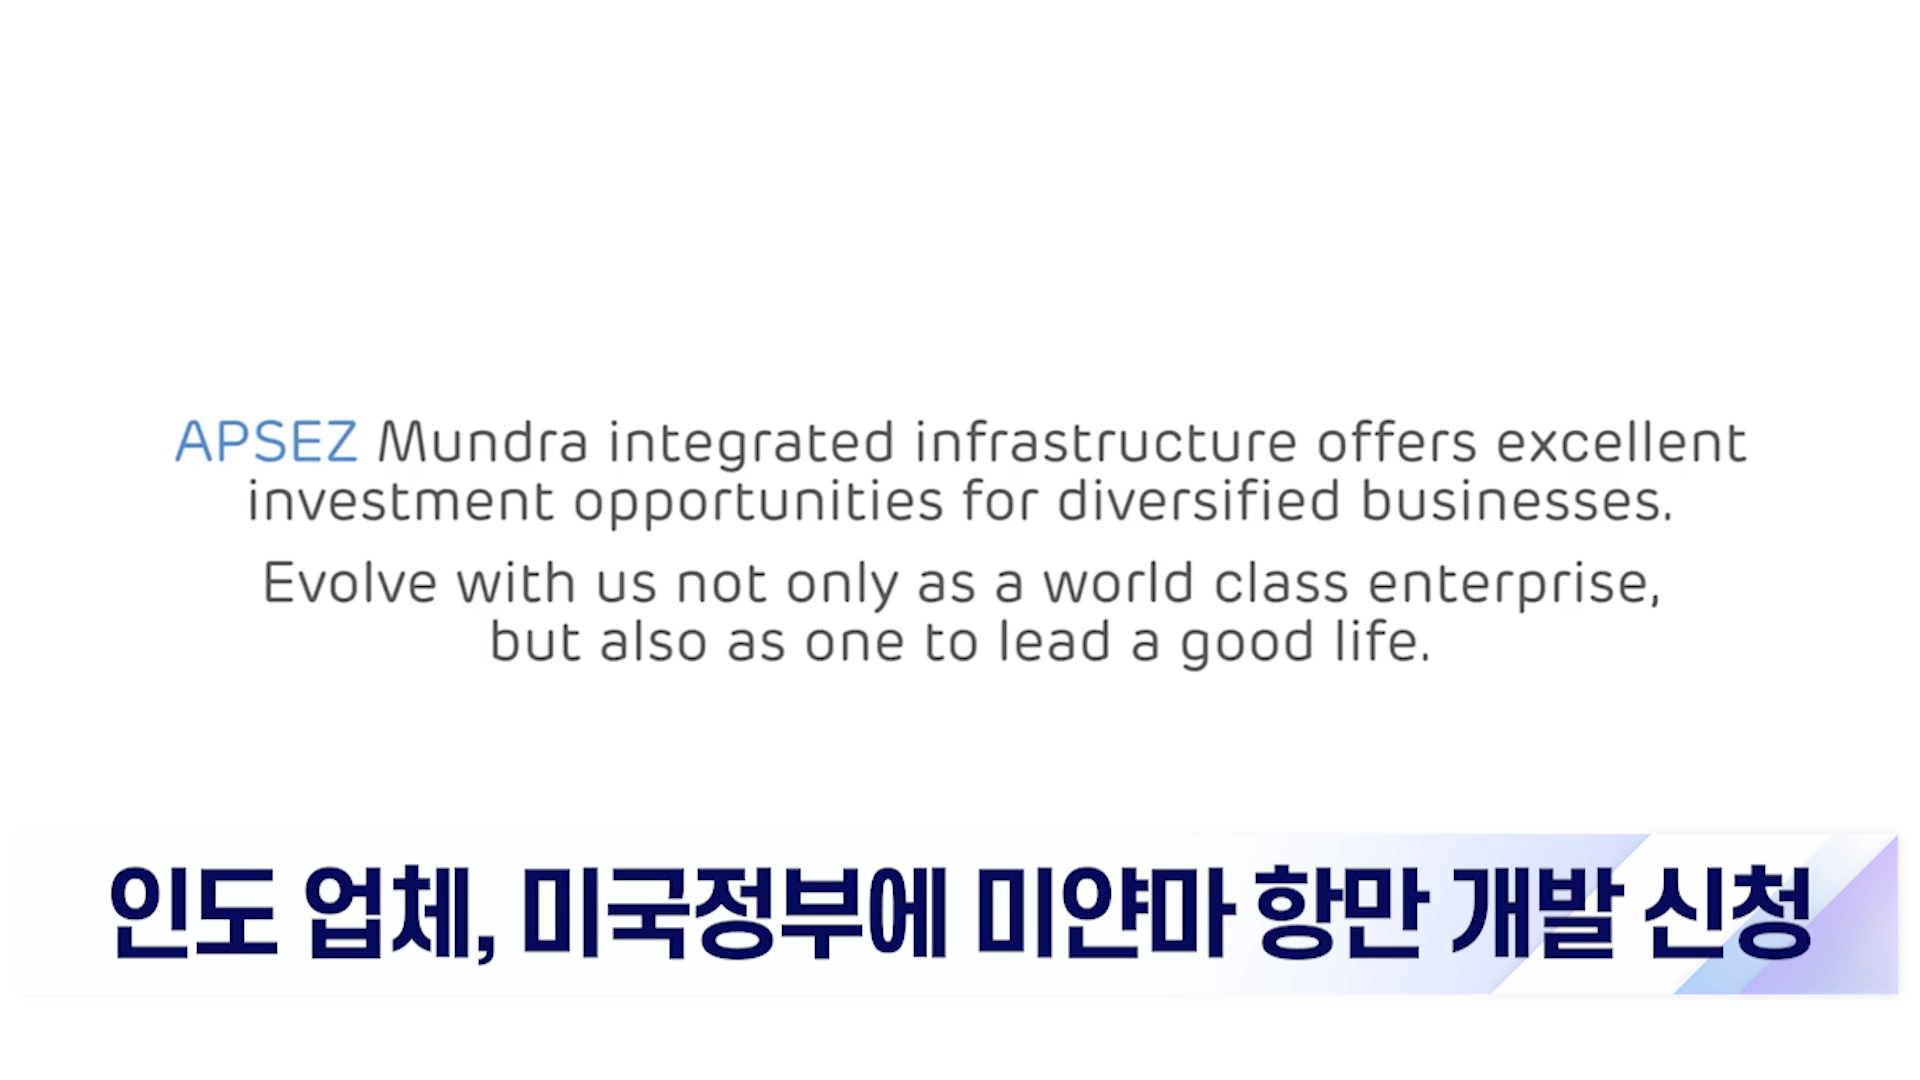 APSEZ Mundra integrated infrastructure offers excellent
investment opportunities for diversified businesses.
Evolve with us not only as a world class enterprise,
but also as one to lead a good life.
인도 업체, 미국정부에 미얀마 항만 개발 신청